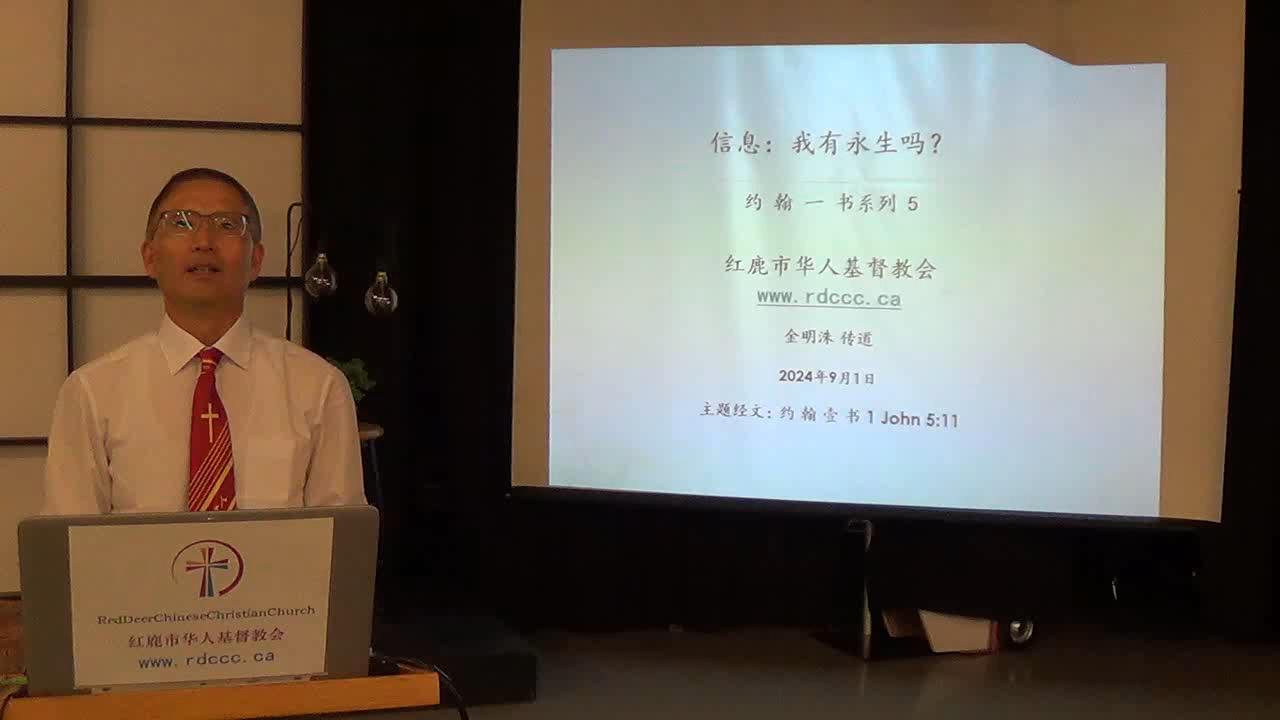 信息：我有永生吗？
约 翰 一 书系列 5
红鹿市华人基督教会
www.rdccc.ca
金明洙 传道
2024年9月1日
主题经文：约 翰 壹 书 1 John 5:11
RedDeerChineseChristianChurch
红鹿市华人基督教会
www.rdccc.ca